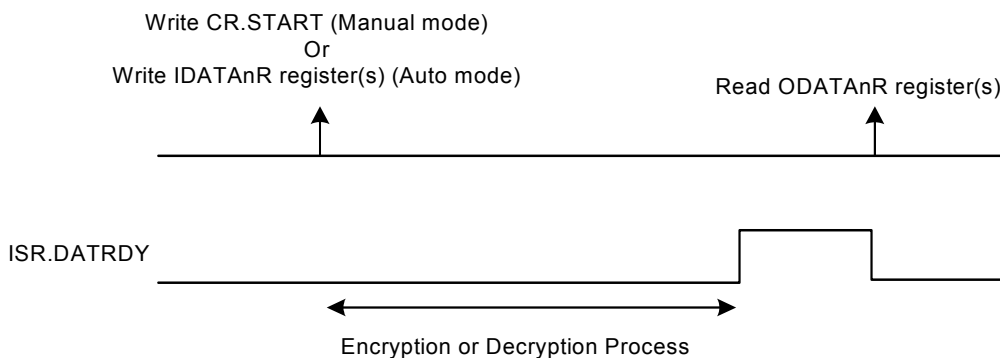 Write CR.START (Manual mode)
Or
Write IDATAnR register(s) (Auto mode)
Read ODATAnR register(s)
ISR.DATRDY
Encryption or Decryption Process